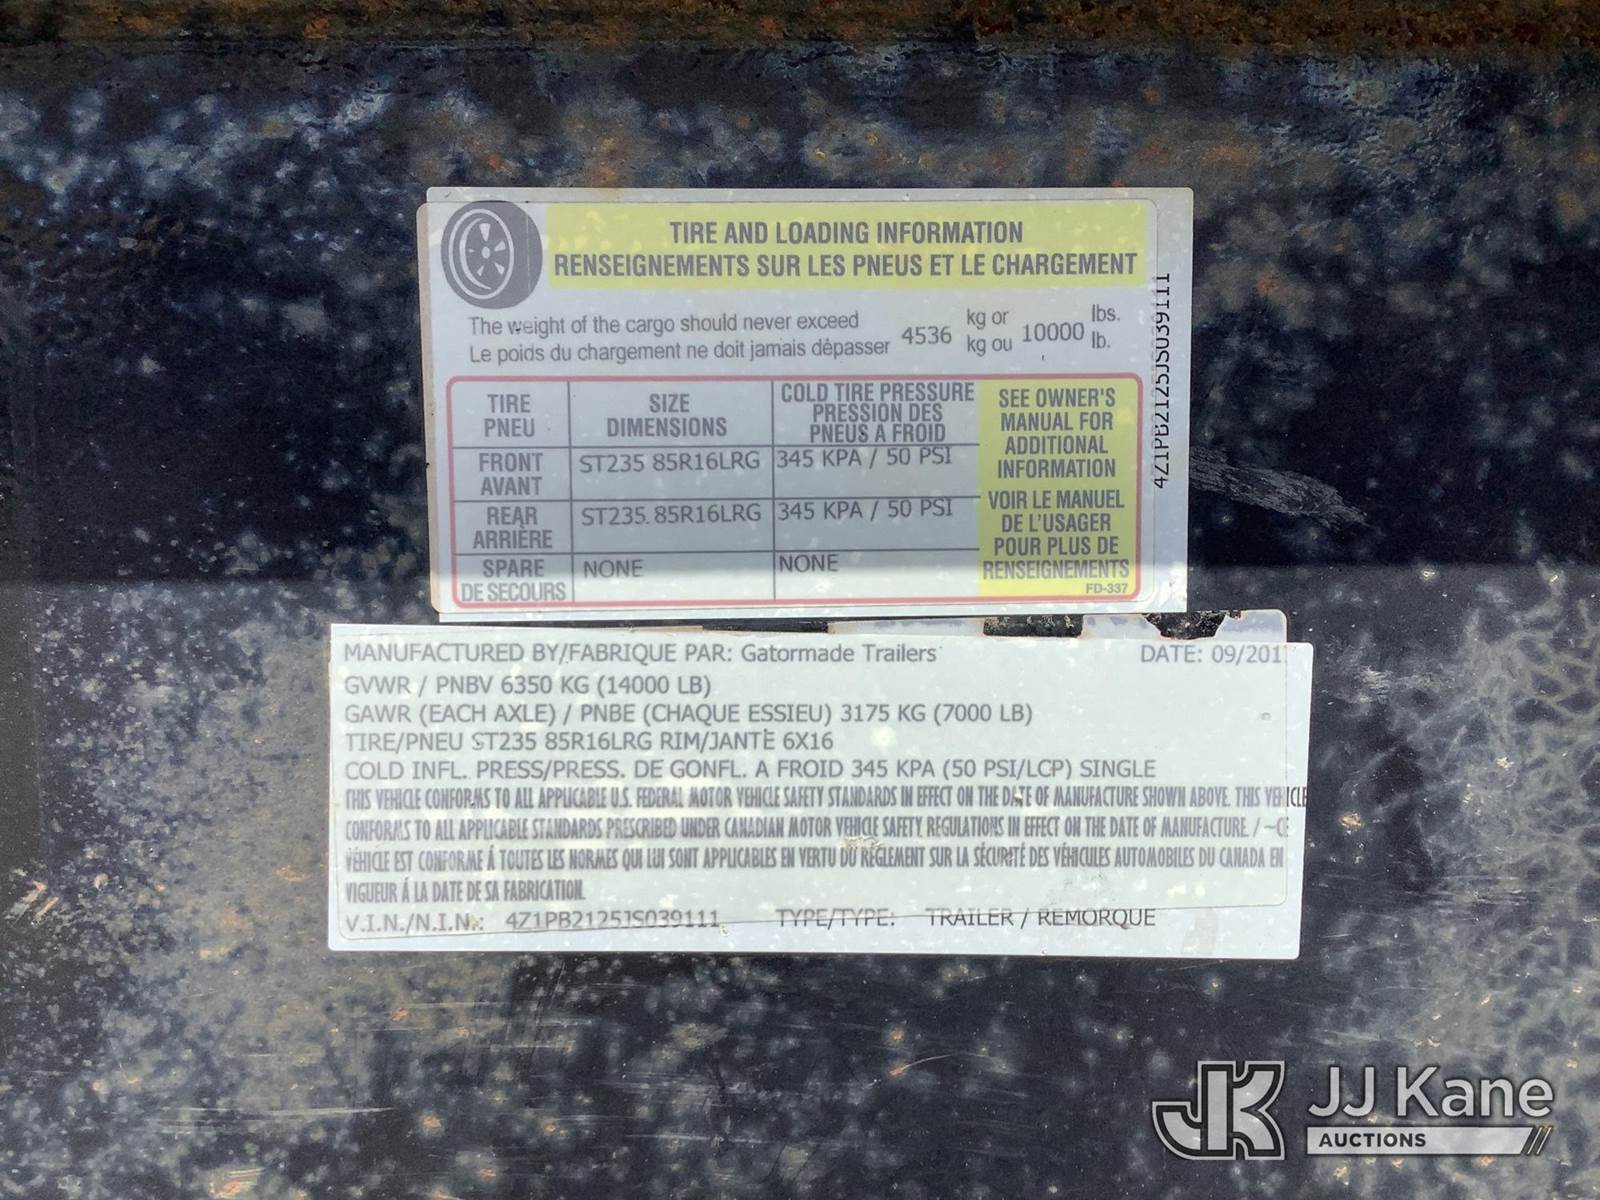 TIRE AND LOADING INFORMATION
RENSEIGNEMENTS SUR LES PNEUS ET LE CHARGEMENT
The weight of the cargo should never exceed
Le poids du chargement ne doit jamais dépasser
4536
kg or
kg ou
10000
lbs.
lb.
TIRE
PNEU
SIZE
DIMENSIONS
COLD TIRE PRESSURE
PRESSION DES
PNEUS A FROID
FRONT
AVANT
ST235 85R16LRG
345 KPA / 50 PSI
REAR
ARRIÈRE
ST235 85R16LRG
345 KPA / 50 PSI
SPARE
DE SECOURS
NONE
NONE
SEE OWNER'S
MANUAL FOR
ADDITIONAL
INFORMATION
VOIR LE MANUEL
DE L'USAGER
POUR PLUS DE
RENSEIGNEMENTS
FD-337
4Z1PB2125JS039111
MANUFACTURED BY/FABRIQUE PAR: Gatormade Trailers DATE: 09/201
GVWR / PNBV 6350 KG (14000 LB)
GAWR (EACH AXLE) / PNBE (CHAQUE ESSIEU) 3175 KG (7000 LB)
TIRE/PNEU ST235 85R16LRG RIM/JANTE 6X16
COLD INFL. PRESS/PRESS. DE GONFL. A FROID 345 KPA (50 PSI/LCP) SINGLE
THIS VEHICLE CONFORMS TO ALL APPLICABLE U.S. FEDERAL MOTOR VEHICLE SAFETY STANDARDS IN EFFECT ON THE DATE OF MANUFACTURE SHOWN ABOVE. THIS VEHICLE
CONFORMS TO ALL APPLICABLE STANDARDS PRESCRIBED UNDER CANADIAN MOTOR VEHICLE SAFETY REGULATIONS IN EFFECT ON THE DATE OF MANUFACTURE. / ~CE
VÉHICLE EST CONFORME À TOUTES LES NORMES QUI LUI SONT APPLICABLES EN VERTU DU RÈGLEMENT SUR LA SÉCURITÉ DES VÉHICULES AUTOMOBILES DU CANADA EN
VIGUEUR Á LA DATE DE SA FABRICATION.
V.I.N./N.I.N.: 4Z1PB2125JS039111 TYPE/TYPE: TRAILER / REMORQUE
JK JJ Kane
AUCTIONS